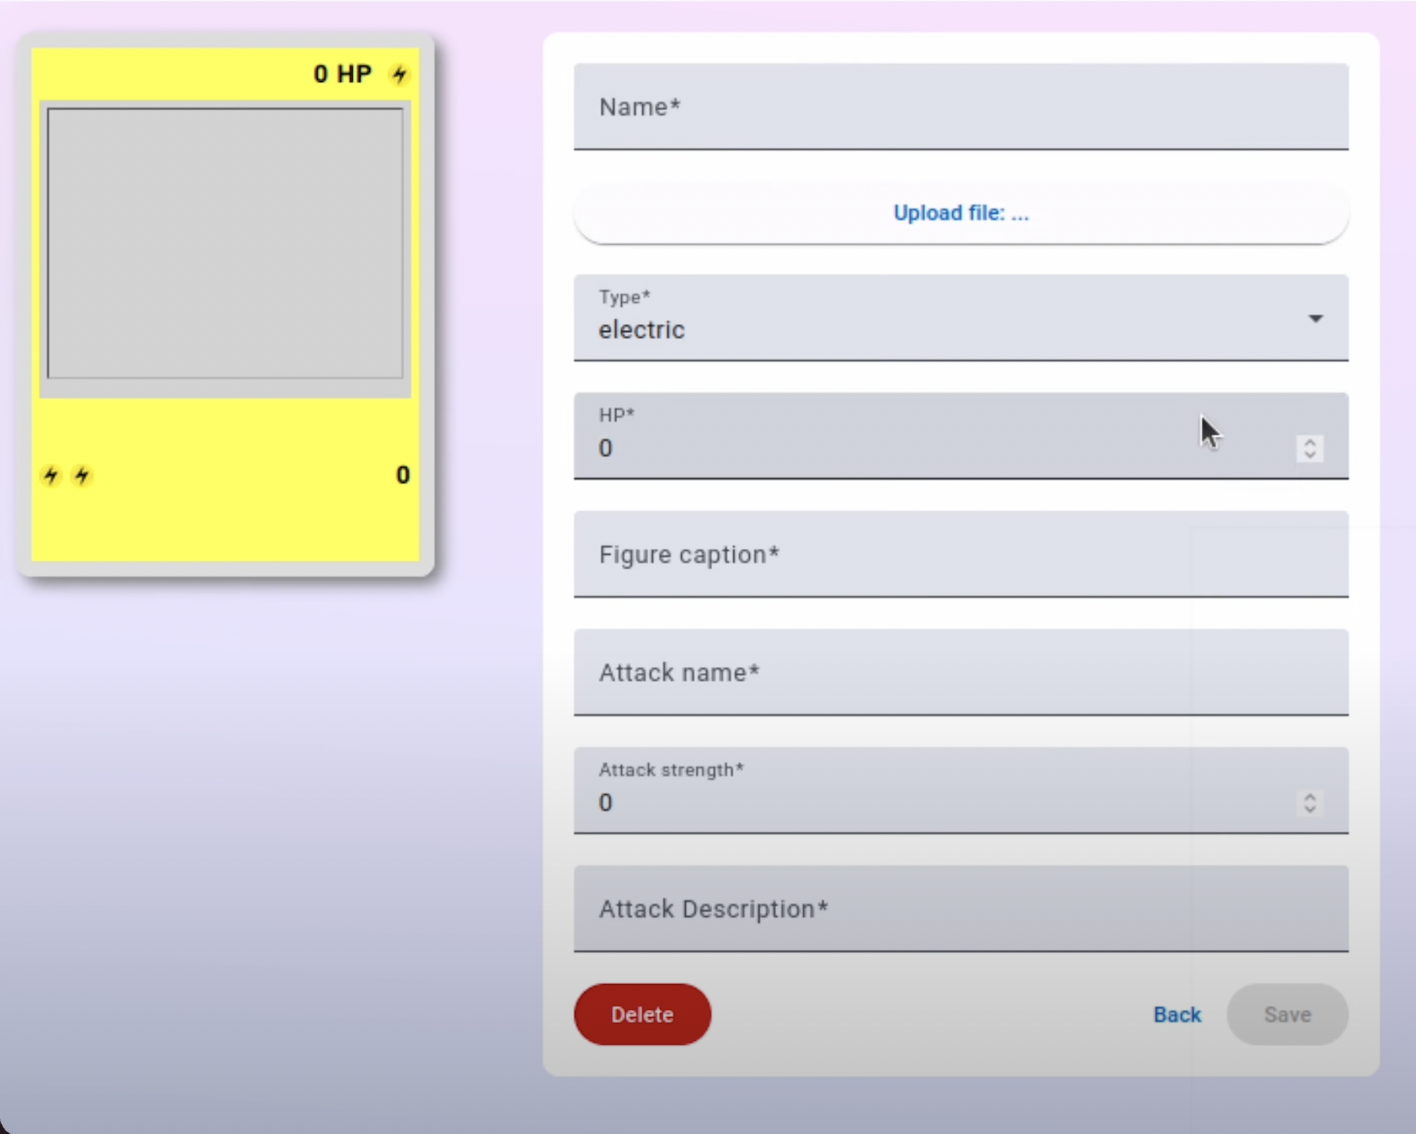 0 HP
0
Name*
Upload file: ...
Type*
electric
HP*
0
Figure caption*
Attack name*
Attack strength*
0
Attack Description*
Delete Back Save